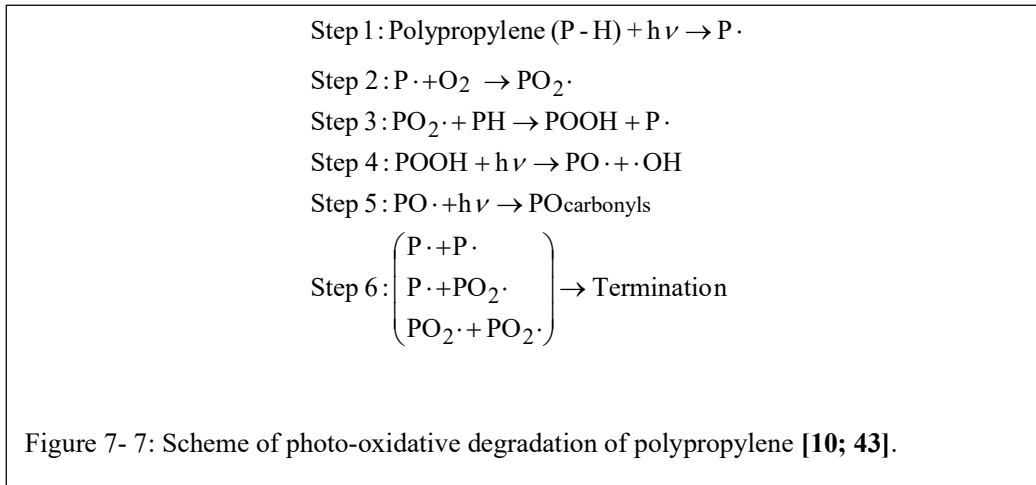 Step 1 : Polypropylene (P - H) + h ν → P ·
Step 2 : P · + O₂ → PO₂ ·
Step 3 : PO₂ · + PH → POOH + P ·
Step 4 : POOH + h ν → PO · + · OH
Step 5 : PO · + h ν → PO carbonyls
P · + P ·
Step 6 : P · + PO₂ · → Termination
PO₂ · + PO₂ ·
Figure 7- 7: Scheme of photo-oxidative degradation of polypropylene [10; 43].